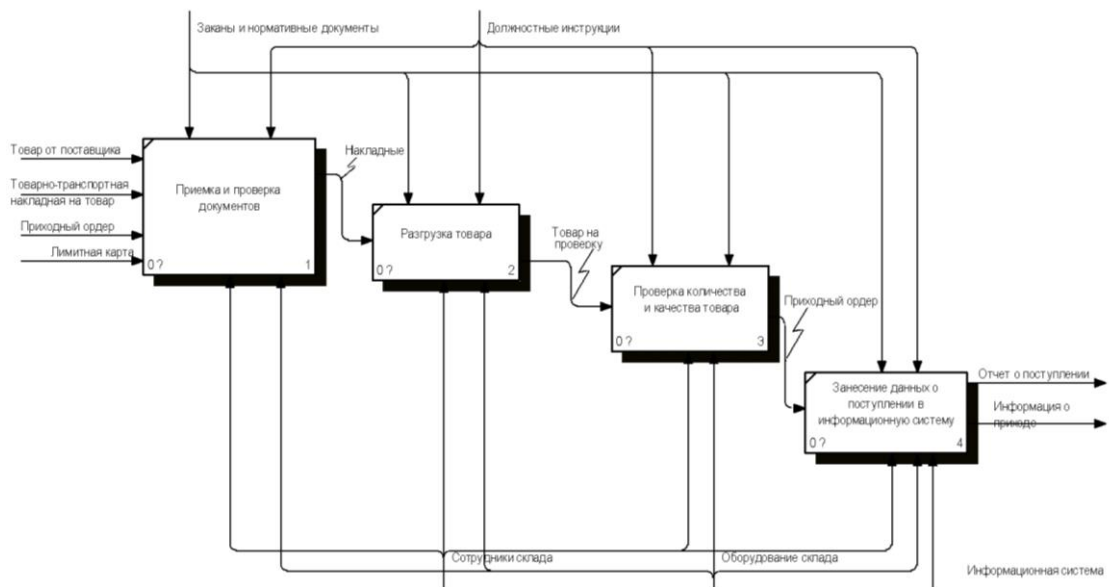 Заканы и нормативные документы
Должностные инструкции
Товар от поставщика
Товарно-транспортная
накладная на товар
Приходный ордер
Лимитная карта
Приемка и проверка
документов
0 ?
1
Накладные
Разгрузка товара
0 ?
2
Товар на
проверку
Проверка количества
и качества товара
0 ?
3
Приходный ордер
Занесение данных о
поступлении в
информационную систему
0 ?
4
Отчет о поступлении
Информация о
приходе
Сотрудники склада
Оборудование склада
Информационная система